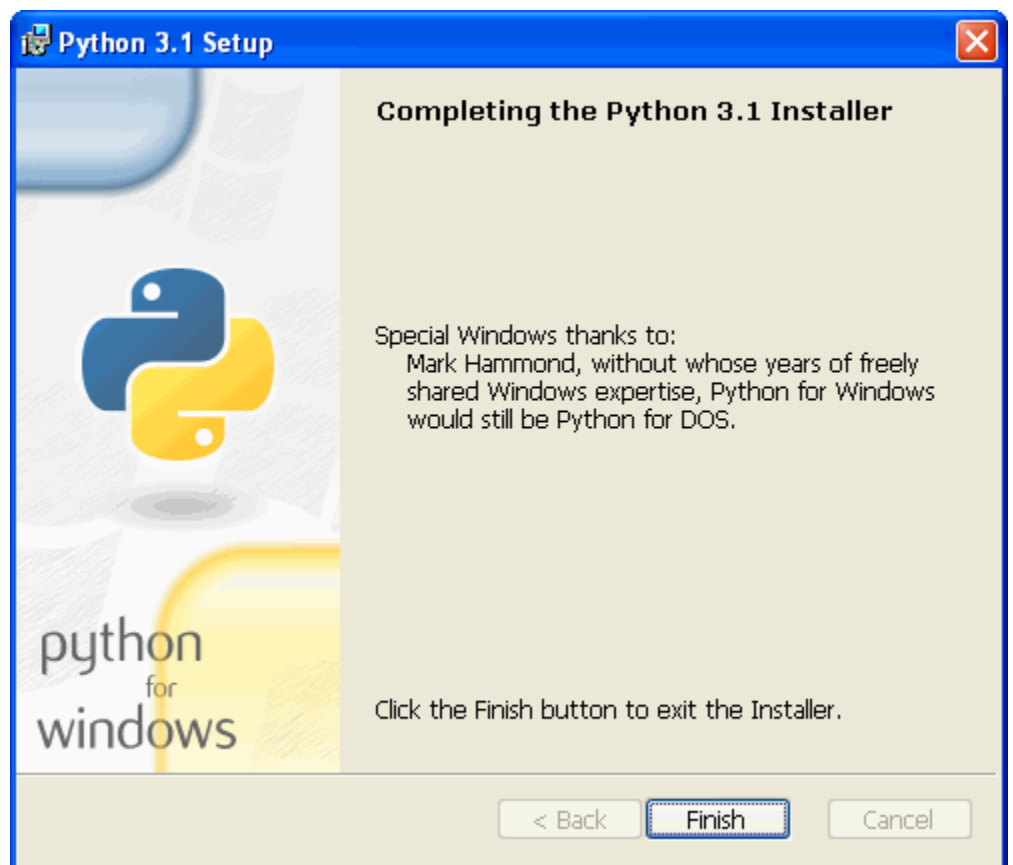 Python 3.1 Setup
Completing the Python 3.1 Installer
Special Windows thanks to:
Mark Hammond, without whose years of freely
shared Windows expertise, Python for Windows
would still be Python for DOS.
python
for
windows
Click the Finish button to exit the Installer.
< Back
Finish
Cancel